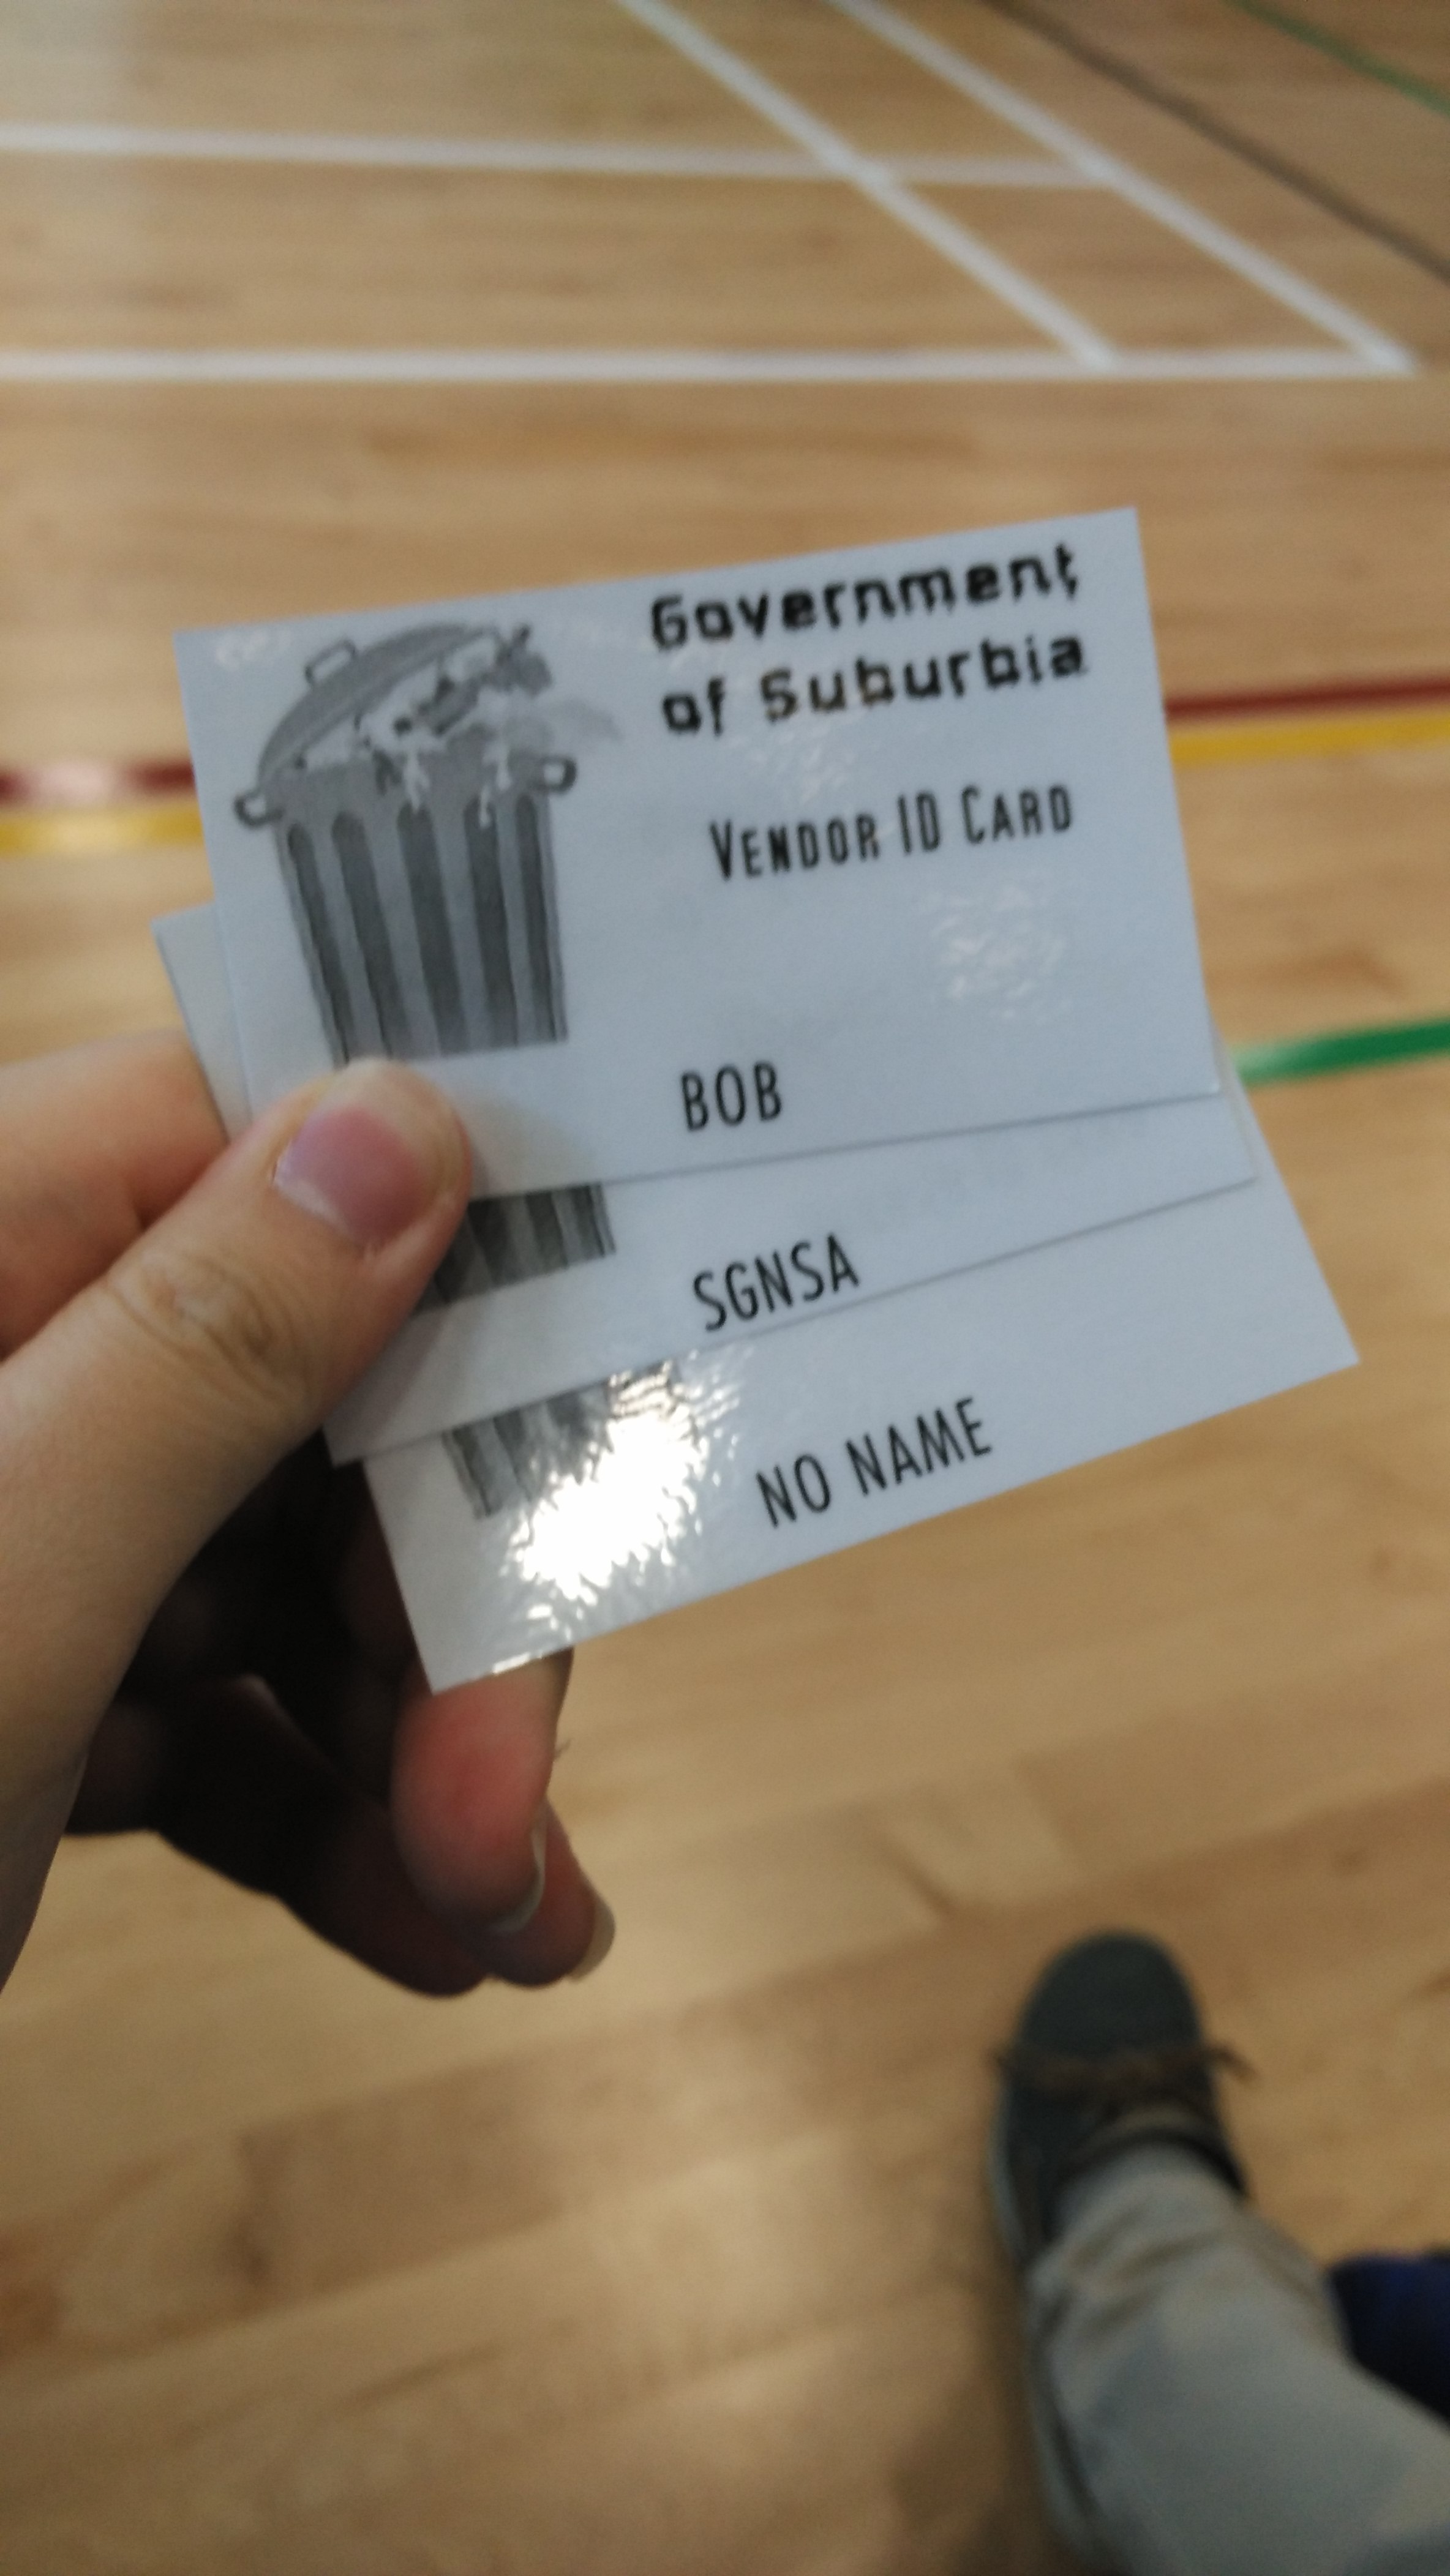 Government
of Suburbia
VENDOR ID CARD
BOB
SGNSA
NO NAME